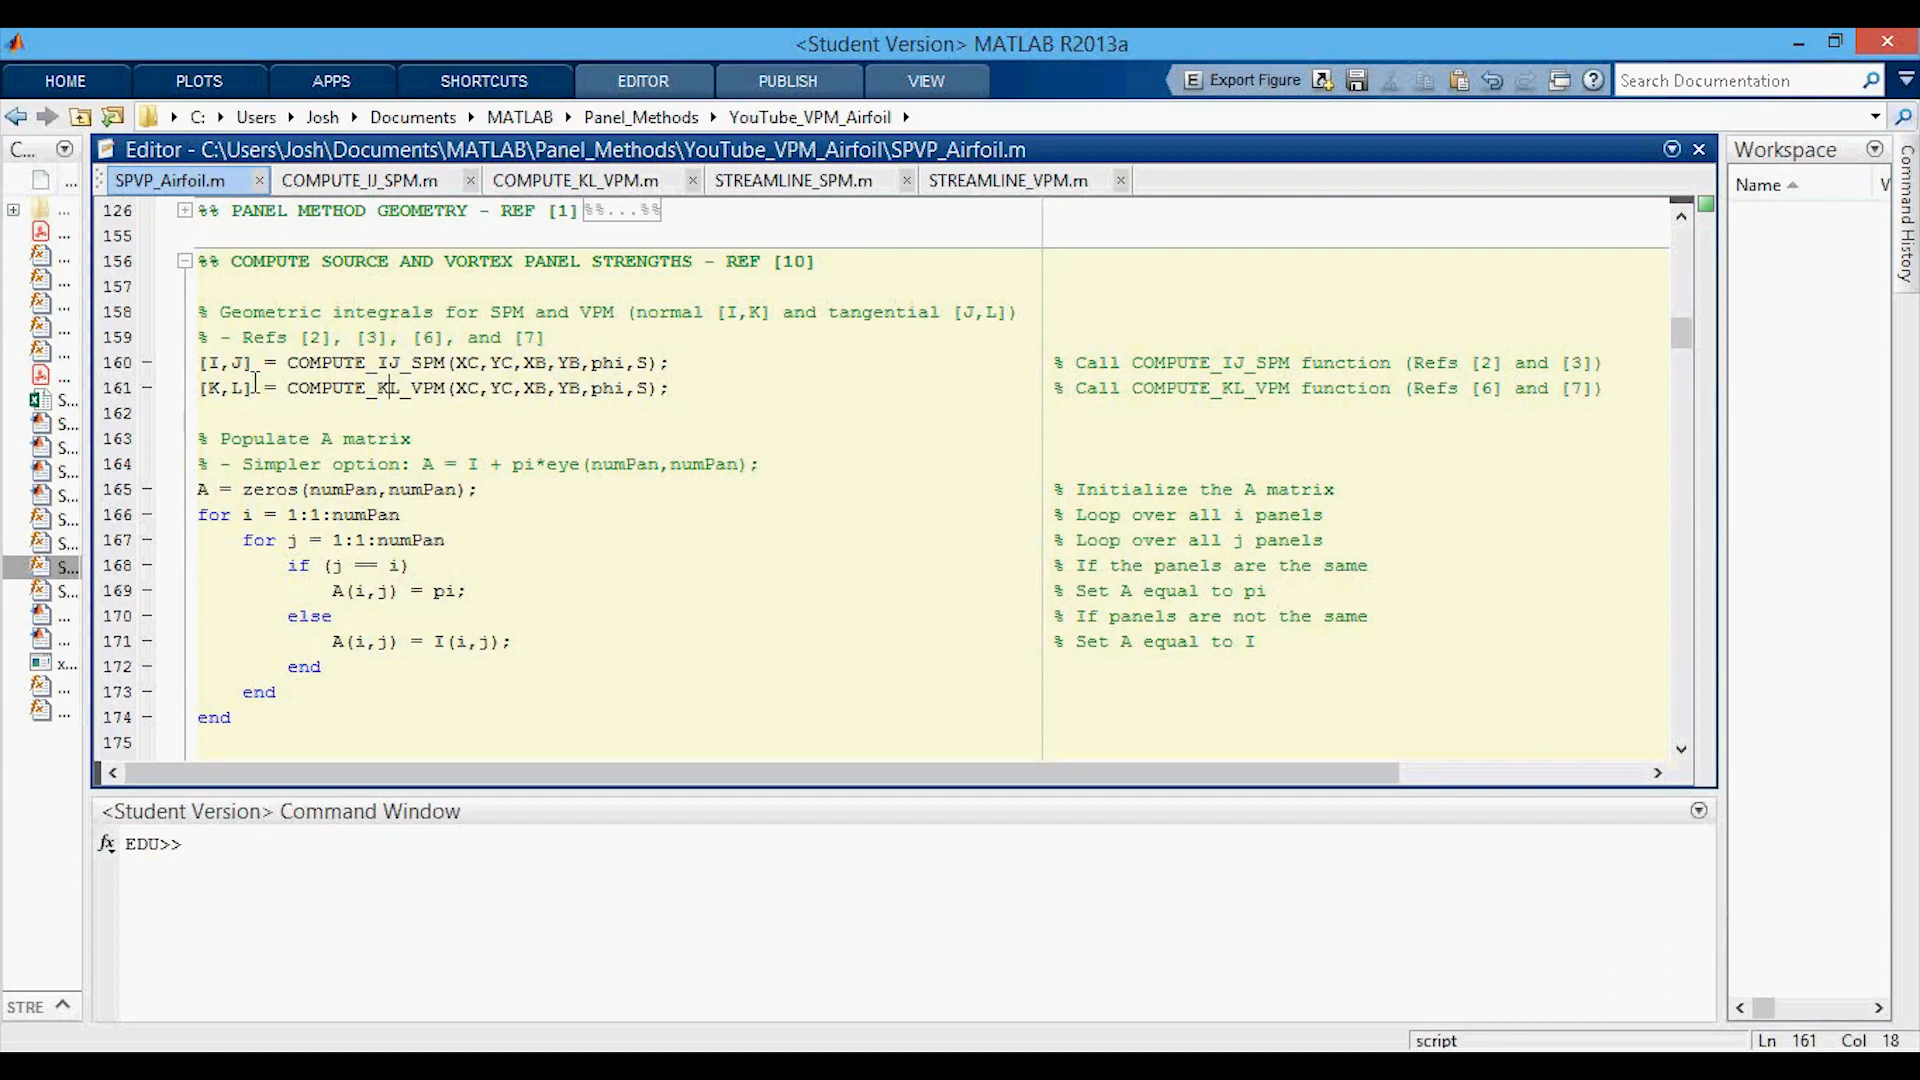 <Student Version> MATLAB R2013a
HOME PLOTS APPS SHORTCUTS EDITOR PUBLISH VIEW Export Figure Search Documentation
C: Users Josh Documents MATLAB Panel_Methods YouTube_VPM_Airfoil
C... Editor - C:\Users\Josh\Documents\MATLAB\Panel_Methods\YouTube_VPM_Airfoil\SPVP_Airfoil.m Workspace
SPVP_Airfoil.m COMPUTE_IJ_SPM.m COMPUTE_KL_VPM.m STREAMLINE_SPM.m STREAMLINE_VPM.m Name V
Command History
126 %% PANEL METHOD GEOMETRY - REF [1] %%...%%
155
156 %% COMPUTE SOURCE AND VORTEX PANEL STRENGTHS - REF [10]
157
158 % Geometric integrals for SPM and VPM (normal [I,K] and tangential [J,L])
159 % - Refs [2], [3], [6], and [7]
160 [I,J] = COMPUTE_IJ_SPM(XC,YC,XB,YB,phi,S); % Call COMPUTE_IJ_SPM function (Refs [2] and [3])
161 [K,L] = COMPUTE_KL_VPM(XC,YC,XB,YB,phi,S); % Call COMPUTE_KL_VPM function (Refs [6] and [7])
162
163 % Populate A matrix
164 % - Simpler option: A = I + pi*eye(numPan,numPan);
165 A = zeros(numPan,numPan); % Initialize the A matrix
166 for i = 1:1:numPan % Loop over all i panels
167 for j = 1:1:numPan % Loop over all j panels
168 if (j == i) % If the panels are the same
169 A(i,j) = pi; % Set A equal to pi
170 else % If panels are not the same
171 A(i,j) = I(i,j); % Set A equal to I
172 end
173 end
174 end
175
<Student Version> Command Window
fx EDU>>
STRE
script Ln 161 Col 18